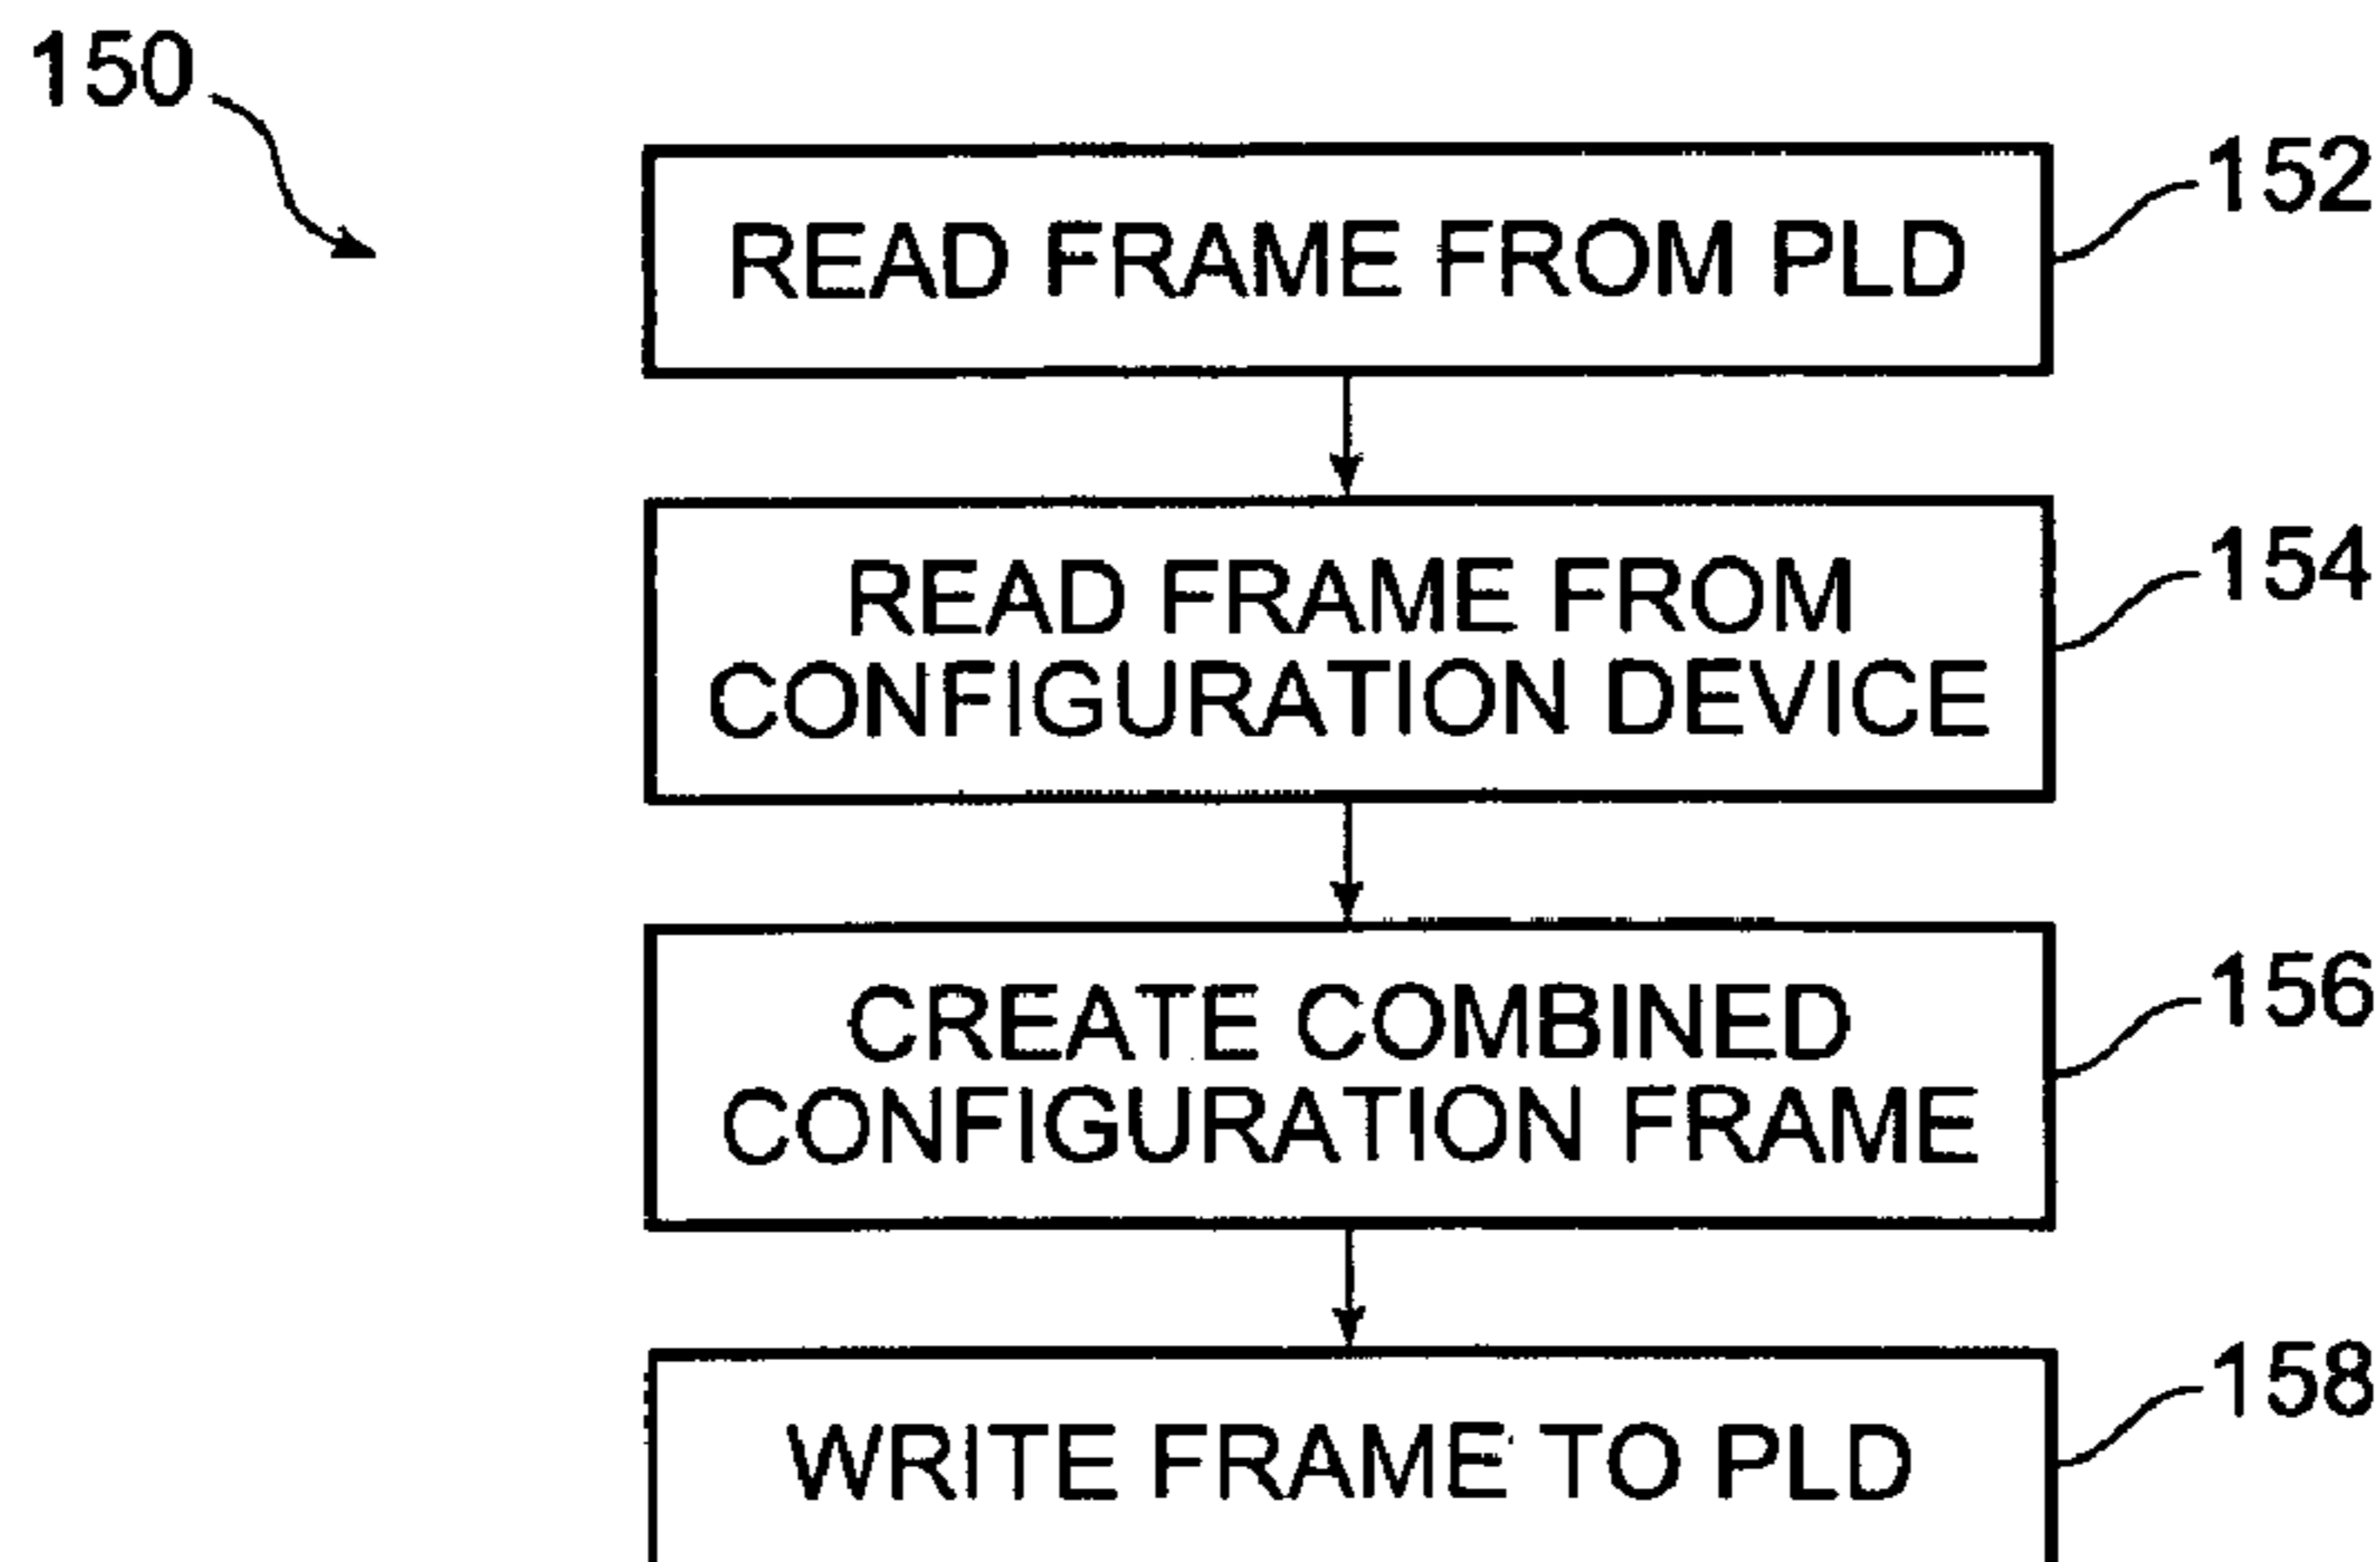 150
READ FRAME FROM PLD
152
READ FRAME FROM
CONFIGURATION DEVICE
154
CREATE COMBINED
CONFIGURATION FRAME
156
WRITE FRAME TO PLD
158